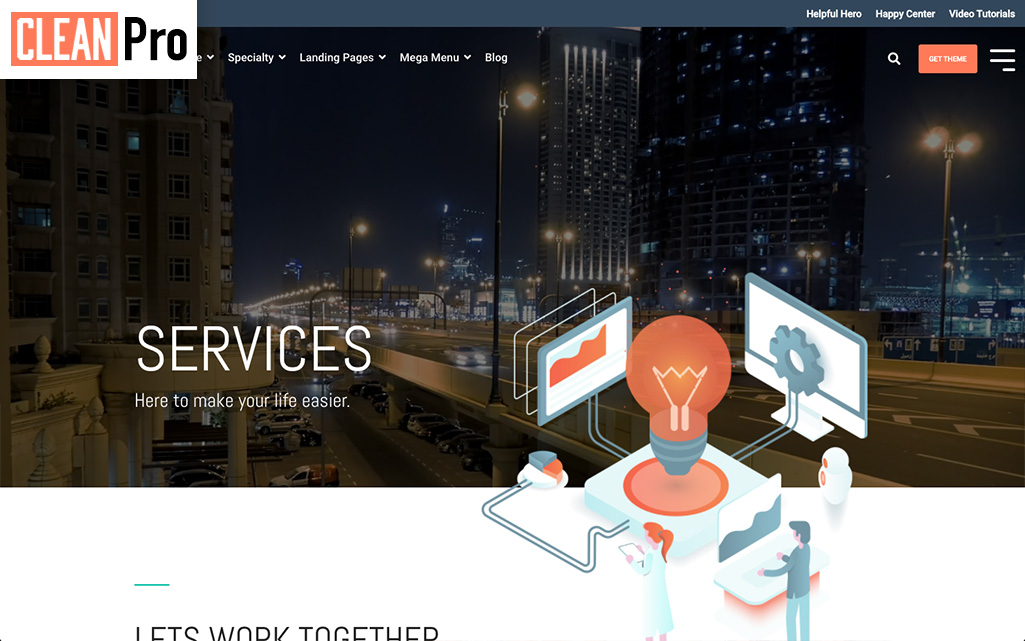 Helpful Hero Happy Center Video Tutorials
CLEAN Pro
e Specialty Landing Pages Mega Menu Blog GET THEME
SERVICES
Here to make your life easier.
LETS WORK TOGETHER